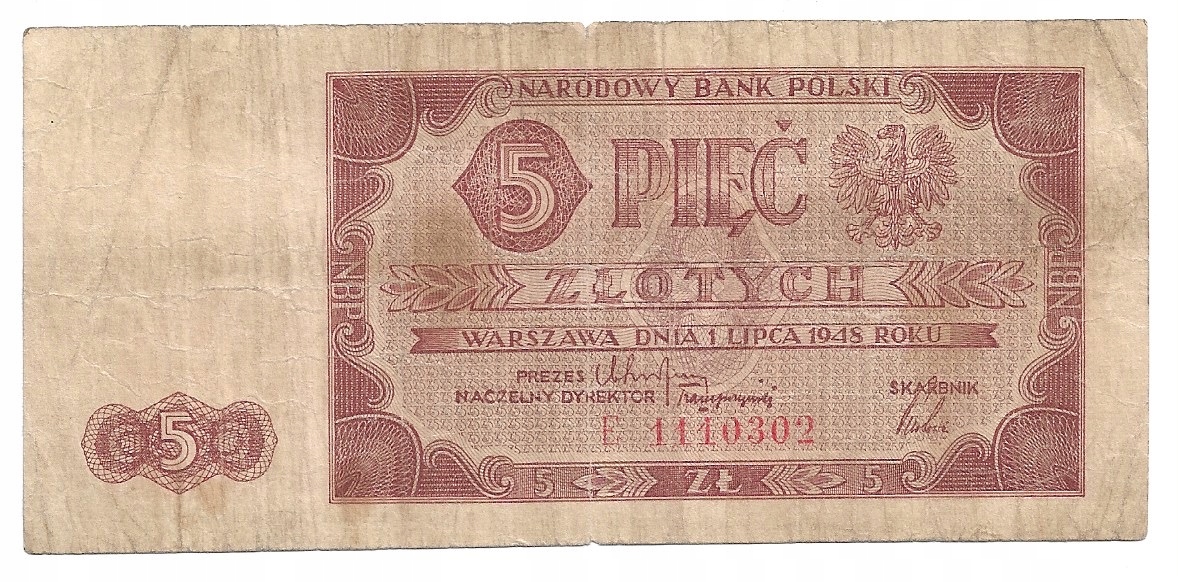 NARODOWY BANK POLSKI
5 PIĘĆ
ZŁOTYCH
WARSZAWA DNIA 1 LIPCA 1948 ROKU
PREZES
NACZELNY DYREKTOR
SKARBNIK
E 1110302
5 ZŁ 5
NBP
NBP
5